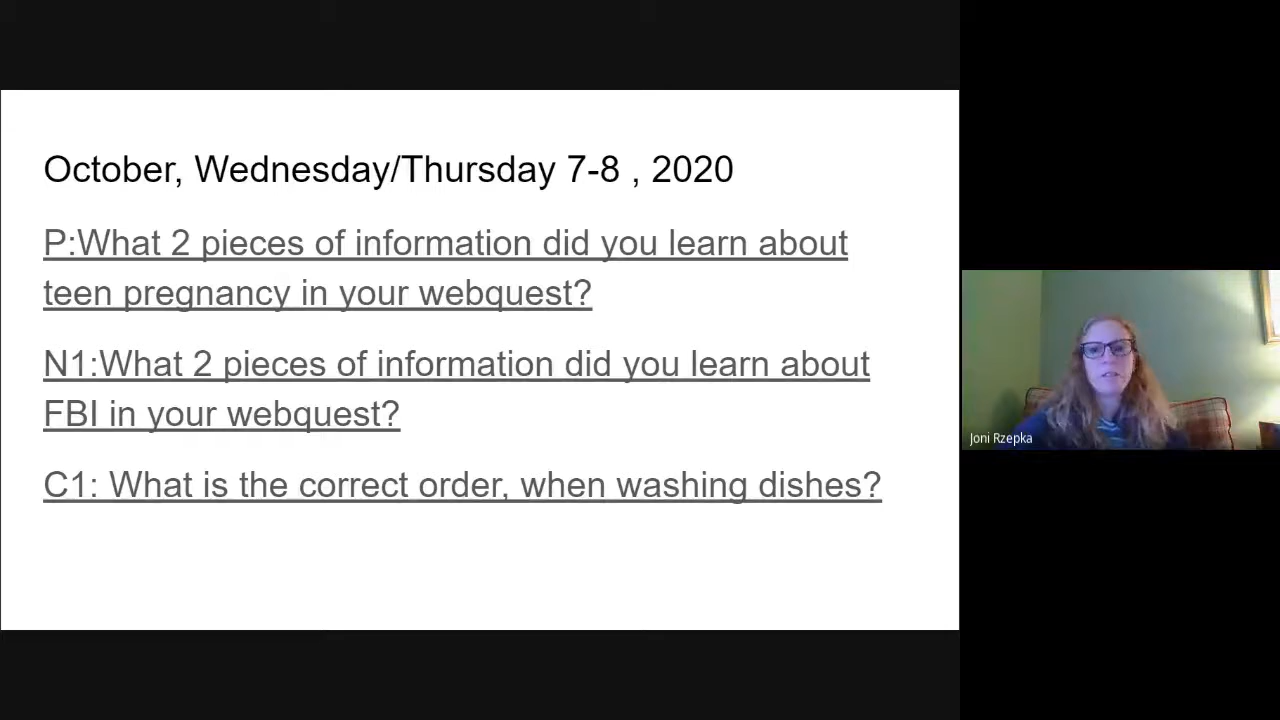 October, Wednesday/Thursday 7-8 , 2020
P:What 2 pieces of information did you learn about
teen pregnancy in your webquest?
N1:What 2 pieces of information did you learn about
FBI in your webquest?
C1: What is the correct order, when washing dishes?
Joni Rzepka